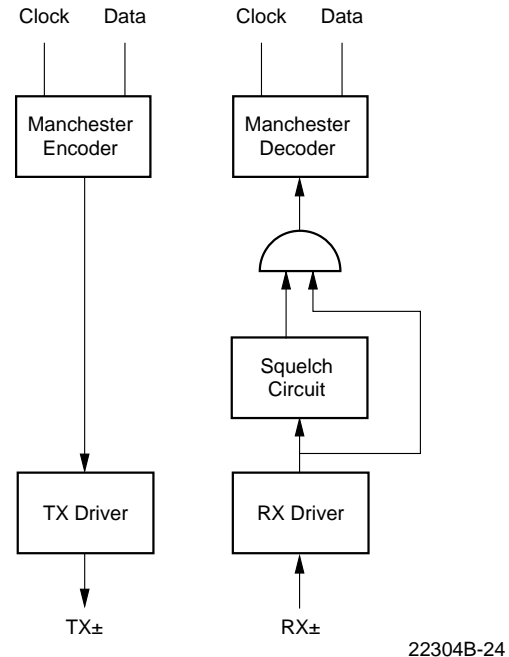 Clock Data Clock Data
Manchester Encoder
Manchester Decoder
Squelch Circuit
TX Driver RX Driver
TX± RX±
22304B-24